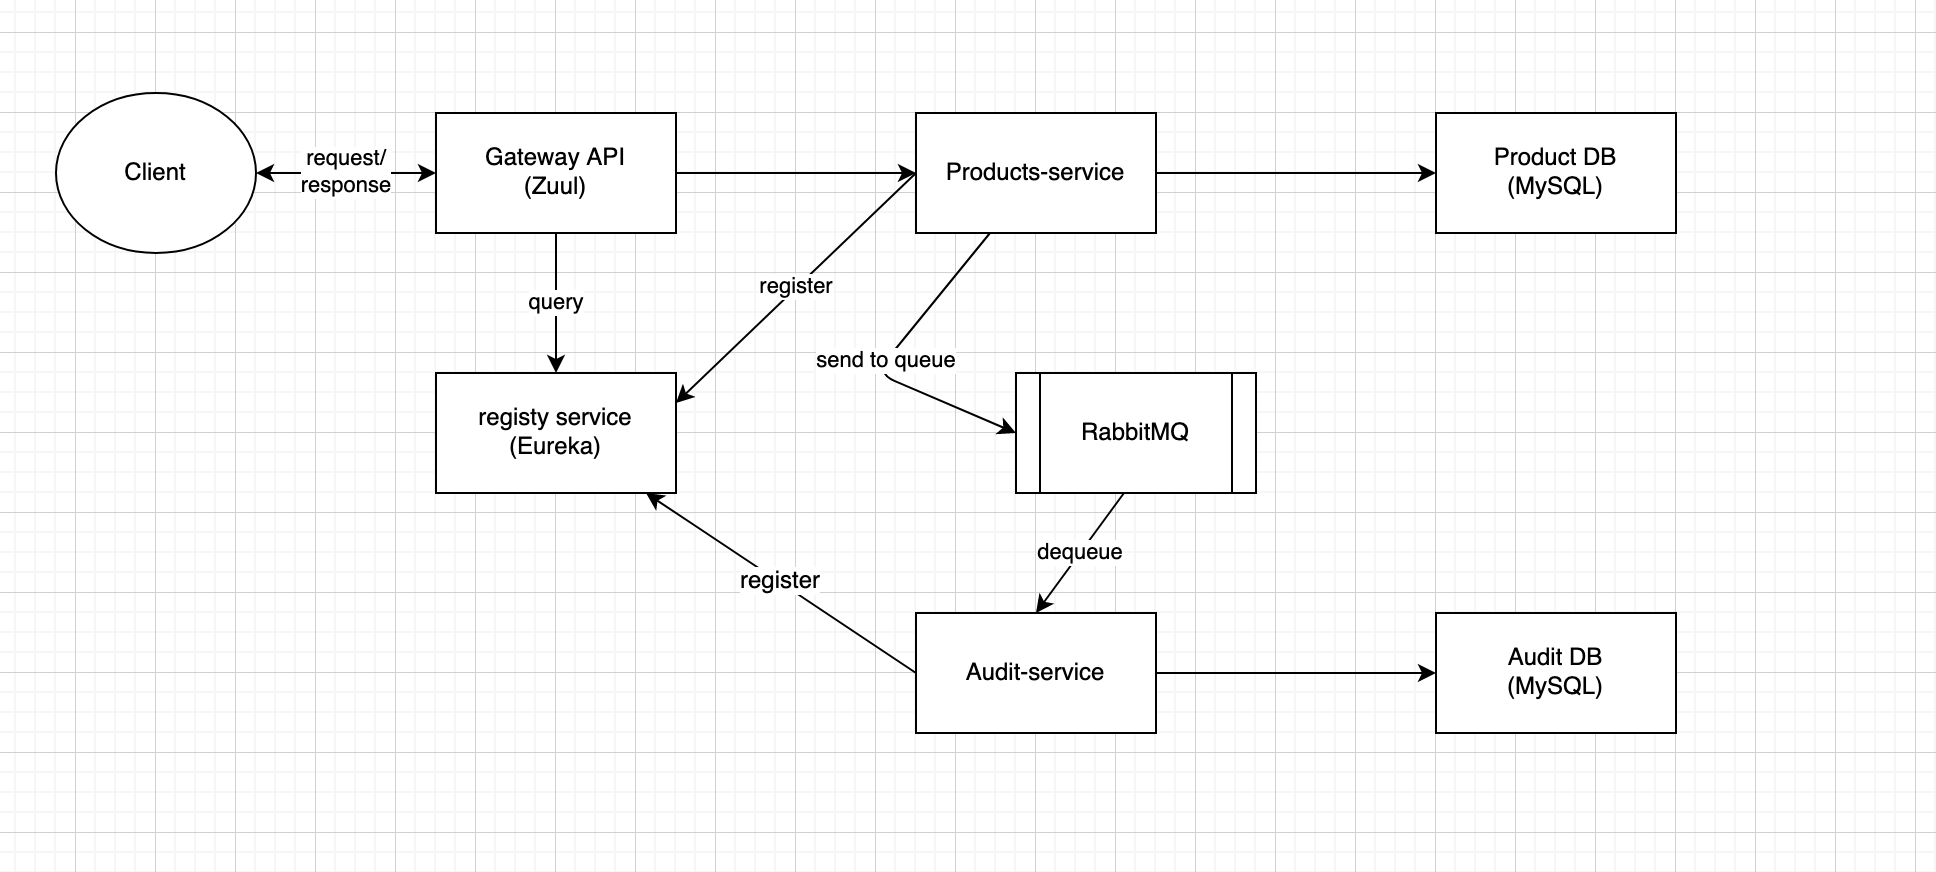 Client
request/
response
Gateway API
(Zuul)
Products-service
Product DB
(MySQL)
query
register
send to queue
registy service
(Eureka)
RabbitMQ
dequeue
register
Audit-service
Audit DB
(MySQL)